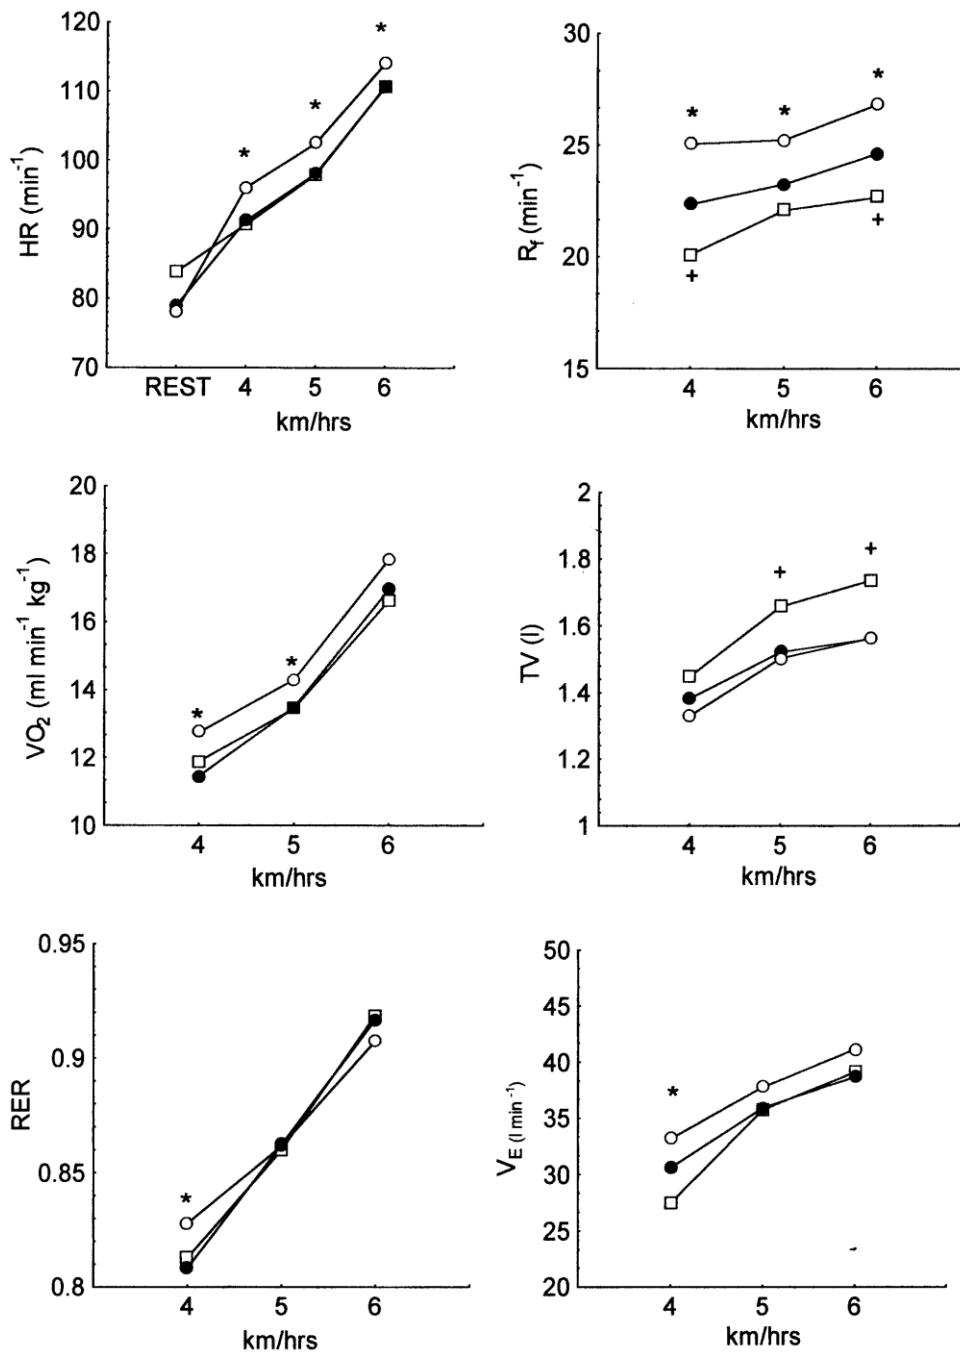 HR (min-1)
120
110
100
90
80
70
*
*
*
REST 4 5 6
km/hrs
Rf (min-1)
30
25
20
15
*
*
*
+
+
4 5 6
km/hrs
VO2 (ml min-1 kg-1)
20
18
16
14
12
10
*
*
4 5 6
km/hrs
TV (l)
2
1.8
1.6
1.4
1.2
1
+
+
4 5 6
km/hrs
RER
0.95
0.9
0.85
0.8
*
4 5 6
km/hrs
VE (l min-1)
50
45
40
35
30
25
20
*
4 5 6
km/hrs